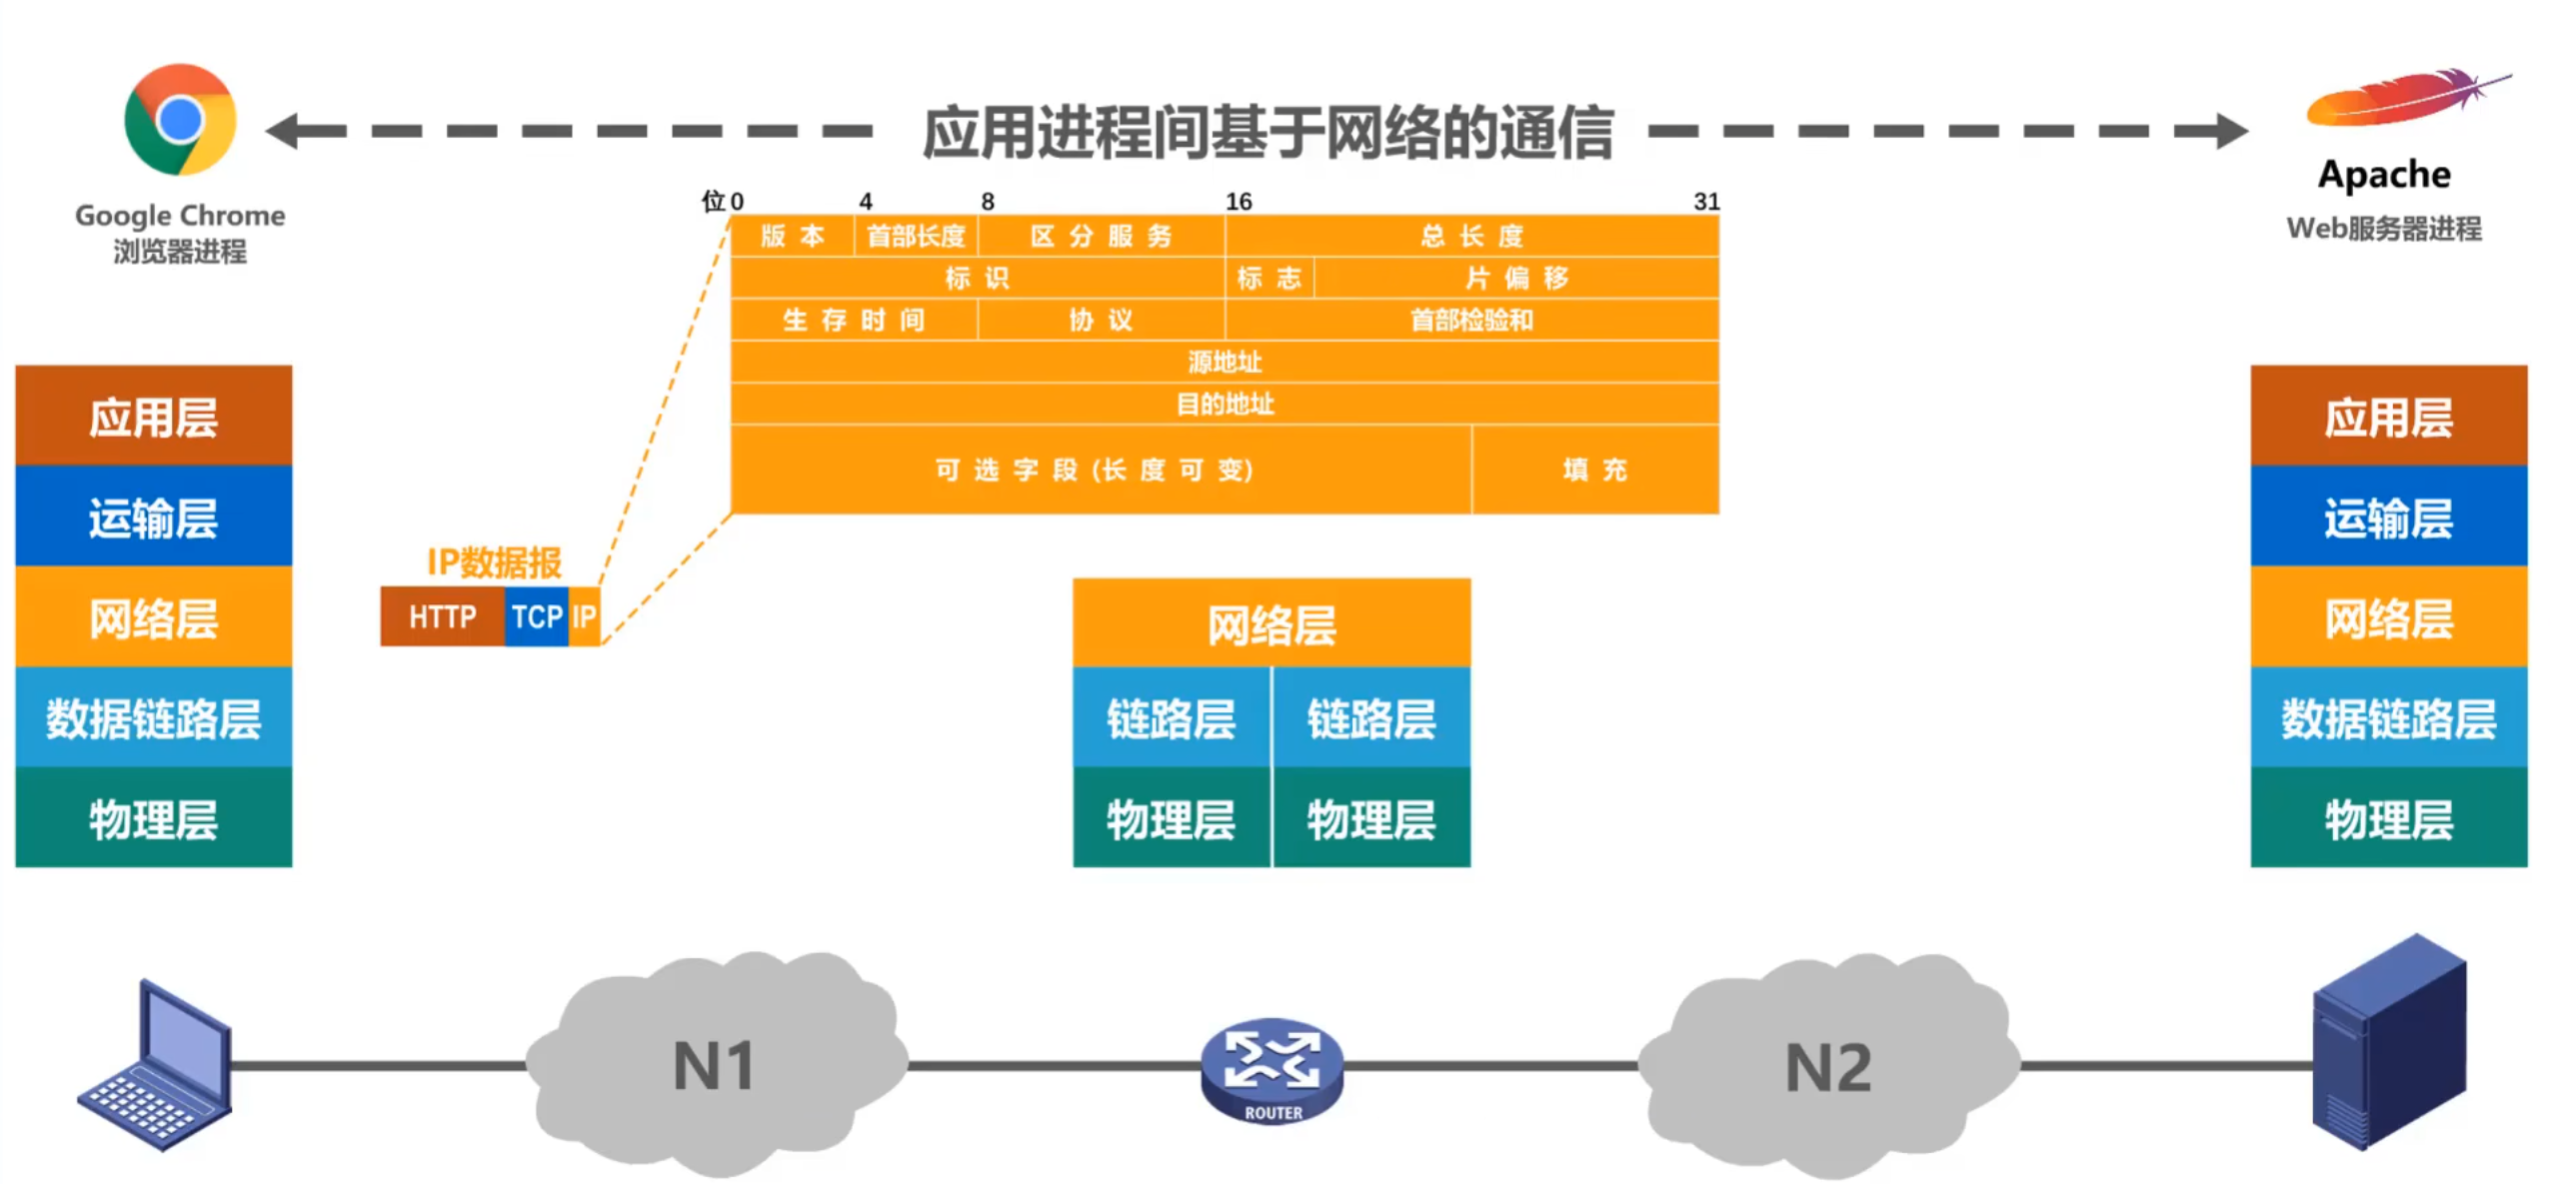 应用进程间基于网络的通信
Google Chrome
浏览器进程
Apache
Web服务器进程
位 0 4 8 16 31
版 本 首部长度 区 分 服 务 总 长 度
标 识 标 志 片 偏 移
生 存 时 间 协 议 首部检验和
源地址
目的地址
可 选 字 段 (长 度 可 变) 填 充
应用层
运输层
网络层
数据链路层
物理层
IP数据报
HTTP TCP IP
网络层
链路层 链路层
物理层 物理层
应用层
运输层
网络层
数据链路层
物理层
N1
ROUTER
N2